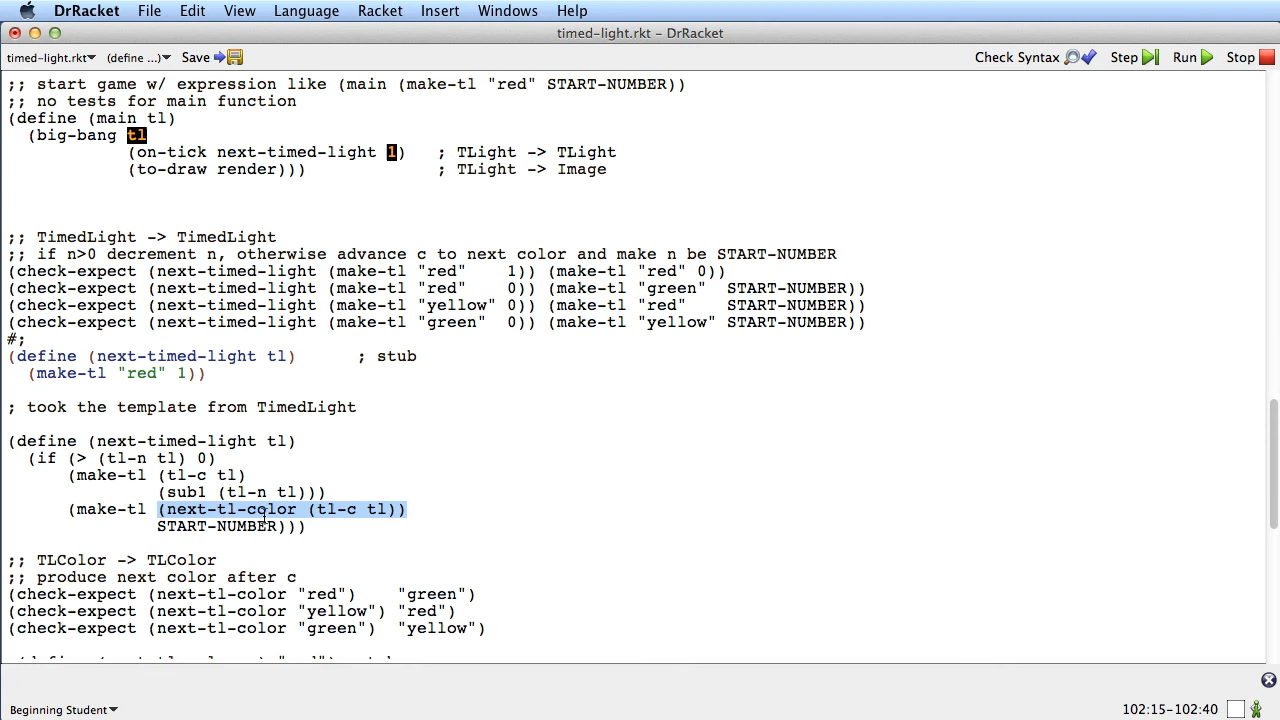 DrRacket File Edit View Language Racket Insert Windows Help
timed-light.rkt – DrRacket
timed-light.rkt (define ...) Save Check Syntax Step Run Stop
;; start game w/ expression like (main (make-tl "red" START-NUMBER))
;; no tests for main function
(define (main tl)
(big-bang tl
(on-tick next-timed-light 1) ; TLight -> TLight
(to-draw render))) ; TLight -> Image
;; TimedLight -> TimedLight
;; if n>0 decrement n, otherwise advance c to next color and make n be START-NUMBER
(check-expect (next-timed-light (make-tl "red" 1)) (make-tl "red" 0))
(check-expect (next-timed-light (make-tl "red" 0)) (make-tl "green" START-NUMBER))
(check-expect (next-timed-light (make-tl "yellow" 0)) (make-tl "red" START-NUMBER))
(check-expect (next-timed-light (make-tl "green" 0)) (make-tl "yellow" START-NUMBER))
#;
(define (next-timed-light tl) ; stub
(make-tl "red" 1))
; took the template from TimedLight
(define (next-timed-light tl)
(if (> (tl-n tl) 0)
(make-tl (tl-c tl)
(sub1 (tl-n tl)))
(make-tl (next-tl-color (tl-c tl))
START-NUMBER)))
;; TLColor -> TLColor
;; produce next color after c
(check-expect (next-tl-color "red") "green")
(check-expect (next-tl-color "yellow") "red")
(check-expect (next-tl-color "green") "yellow")
Beginning Student 102:15-102:40